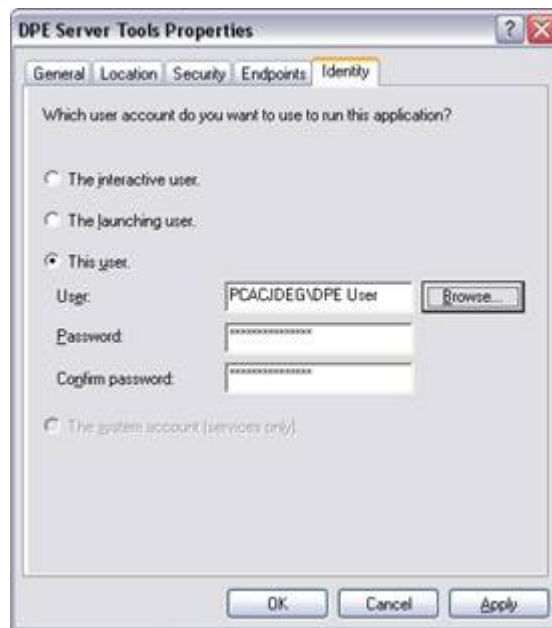 DPE Server Tools Properties
General Location Security Endpoints Identity
Which user account do you want to use to run this application?
The interactive user.
The launching user.
This user.
User: PCACJDEG\DPE User Browse...
Password: ***************
Confirm password: ***************
The system account (services only).
OK Cancel Apply